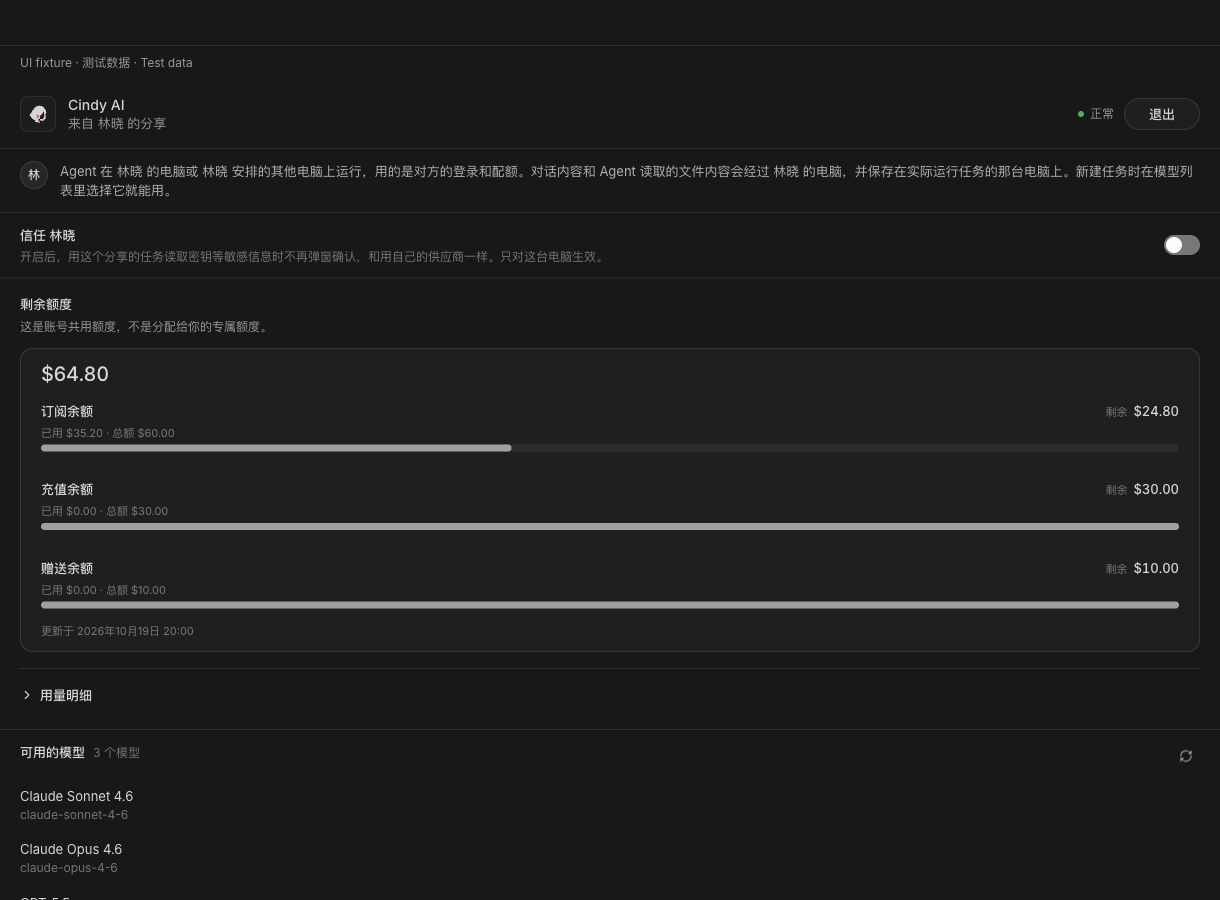 UI fixture · 测试数据 · Test data
Cindy AI
来自 林晓 的分享
正常
退出
林
Agent 在 林晓 的电脑或 林晓 安排的其他电脑上运行，用的是对方的登录和配额。对话内容和 Agent 读取的文件内容会经过 林晓 的电脑，并保存在实际运行任务的那台电脑上。新建任务时在模型列
表里选择它就能用。
信任 林晓
开启后，用这个分享的任务读取密钥等敏感信息时不再弹窗确认，和用自己的供应商一样。只对这台电脑生效。
剩余额度
这是账号共用额度，不是分配给你的专属额度。
$64.80
订阅余额
剩余 $24.80
已用 $35.20 · 总额 $60.00
充值余额
剩余 $30.00
已用 $0.00 · 总额 $30.00
赠送余额
剩余 $10.00
已用 $0.00 · 总额 $10.00
更新于 2026年10月19日 20:00
用量明细
可用的模型 3 个模型
Claude Sonnet 4.6
claude-sonnet-4-6
Claude Opus 4.6
claude-opus-4-6